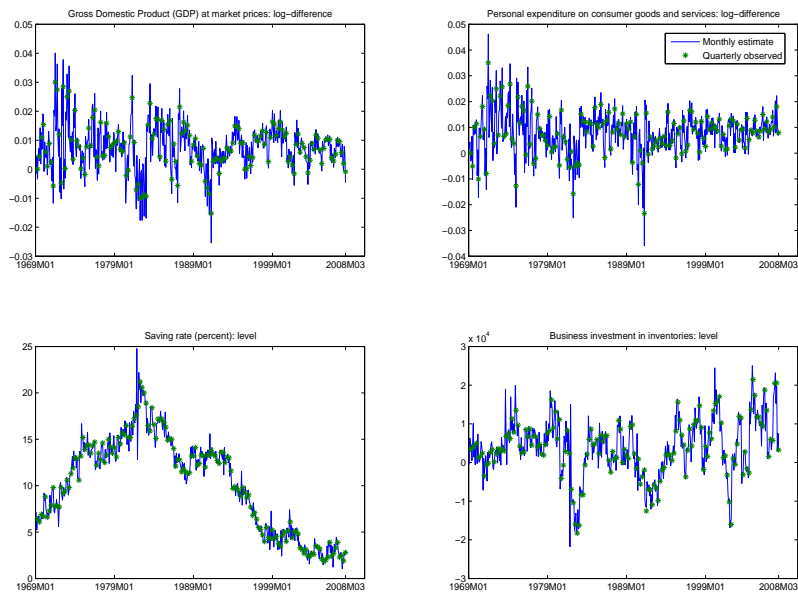 Gross Domestic Product (GDP) at market prices: log−difference
0.05
0.04
0.03
0.02
0.01
0
−0.01
−0.02
−0.03
1969M01 1979M01 1989M01 1999M01 2008M03
Personal expenditure on consumer goods and services: log−difference
Monthly estimate
Quarterly observed
0.05
0.04
0.03
0.02
0.01
0
−0.01
−0.02
−0.03
−0.04
1969M01 1979M01 1989M01 1999M01 2008M03
Saving rate (percent): level
25
20
15
10
5
0
1969M01 1979M01 1989M01 1999M01 2008M03
Business investment in inventories: level
x 10^4
3
2
1
0
−1
−2
−3
1969M01 1979M01 1989M01 1999M01 2008M03